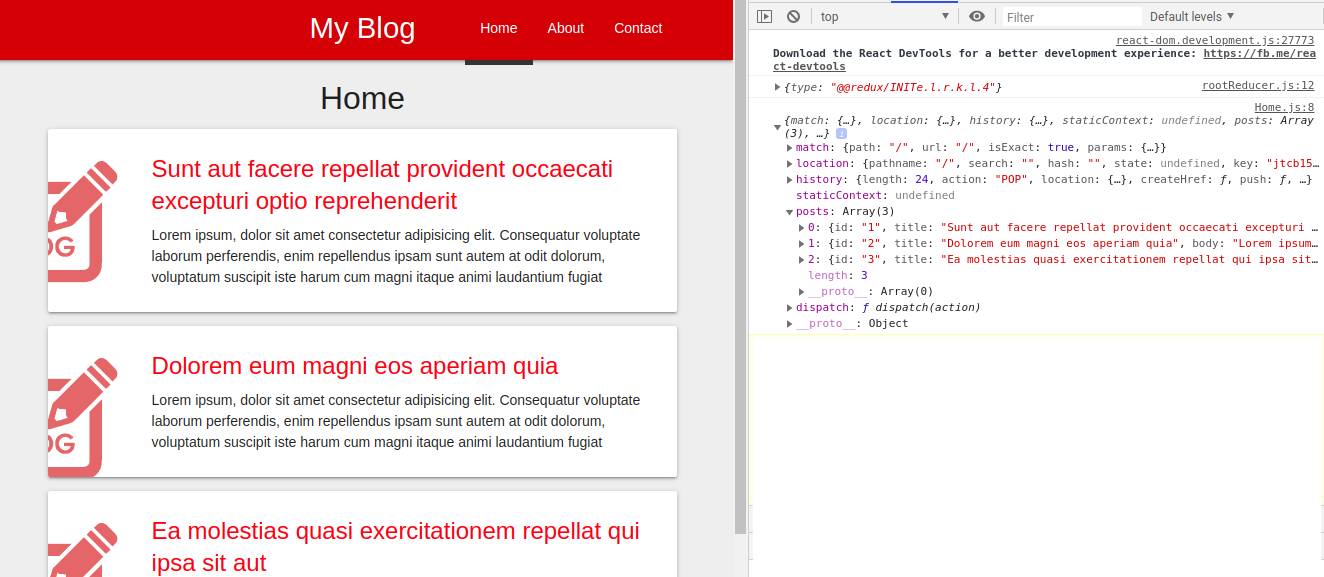 My Blog
Home
About
Contact
Home
Sunt aut facere repellat provident occaecati
excepturi optio reprehenderit
Lorem ipsum, dolor sit amet consectetur adipisicing elit. Consequatur voluptate
laborum perferendis, enim repellendus ipsam sunt autem at odit dolorum,
voluptatum suscipit iste harum cum magni itaque animi laudantium fugiat
OG
Dolorem eum magni eos aperiam quia
Lorem ipsum, dolor sit amet consectetur adipisicing elit. Consequatur voluptate
laborum perferendis, enim repellendus ipsam sunt autem at odit dolorum,
voluptatum suscipit iste harum cum magni itaque animi laudantium fugiat
OG
Ea molestias quasi exercitationem repellat qui
ipsa sit aut
top
Filter
Default levels
react-dom.development.js:27773
Download the React DevTools for a better development experience: https://fb.me/rea
ct-devtools
{type: "@@redux/INITe.l.r.k.l.4"} rootReducer.js:12
Home.js:8
{match: {…}, location: {…}, history: {…}, staticContext: undefined, posts: Array
(3), …} i
match: {path: "/", url: "/", isExact: true, params: {…}}
location: {pathname: "/", search: "", hash: "", state: undefined, key: "jtcb15…
history: {length: 24, action: "POP", location: {…}, createHref: ƒ, push: ƒ, …}
staticContext: undefined
posts: Array(3)
0: {id: "1", title: "Sunt aut facere repellat provident occaecati excepturi …
1: {id: "2", title: "Dolorem eum magni eos aperiam quia", body: "Lorem ipsum…
2: {id: "3", title: "Ea molestias quasi exercitationem repellat qui ipsa sit…
length: 3
__proto__: Array(0)
dispatch: ƒ dispatch(action)
__proto__: Object